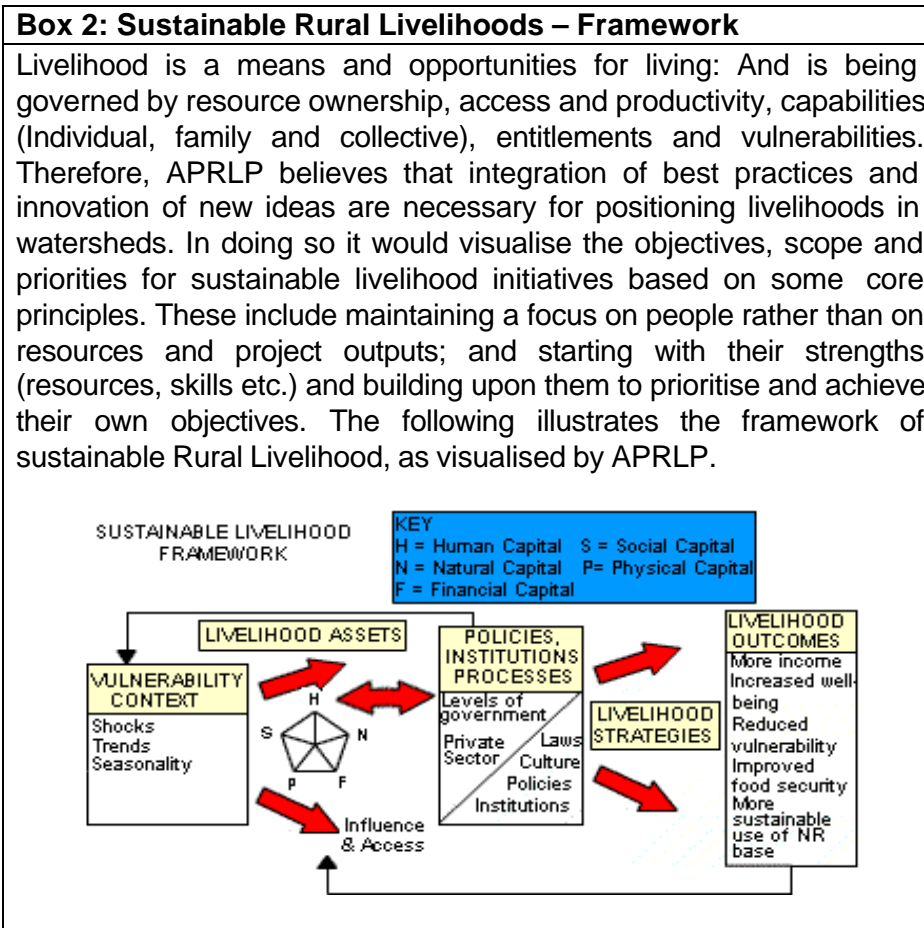 Box 2: Sustainable Rural Livelihoods – Framework
Livelihood is a means and opportunities for living: And is being
governed by resource ownership, access and productivity, capabilities
(Individual, family and collective), entitlements and vulnerabilities.
Therefore, APRLP believes that integration of best practices and
innovation of new ideas are necessary for positioning livelihoods in
watersheds. In doing so it would visualise the objectives, scope and
priorities for sustainable livelihood initiatives based on some core
principles. These include maintaining a focus on people rather than on
resources and project outputs; and starting with their strengths
(resources, skills etc.) and building upon them to prioritise and achieve
their own objectives. The following illustrates the framework of
sustainable Rural Livelihood, as visualised by APRLP.
SUSTAINABLE LIVELIHOOD
FRAMEWORK
KEY
H = Human Capital S = Social Capital
N = Natural Capital P= Physical Capital
F = Financial Capital
LIVELIHOOD ASSETS
VULNERABILITY
CONTEXT
Shocks
Trends
Seasonality
H
S
N
P
F
Influence
& Access
POLICIES,
INSTITUTIONS
PROCESSES
Levels of
government
Private
Sector
Laws
Culture
Policies
Institutions
LIVELIHOOD
STRATEGIES
LIVELIHOOD
OUTCOMES
More income
Increased well-
being
Reduced
vulnerability
Improved
food security
More
sustainable
use of NR
base